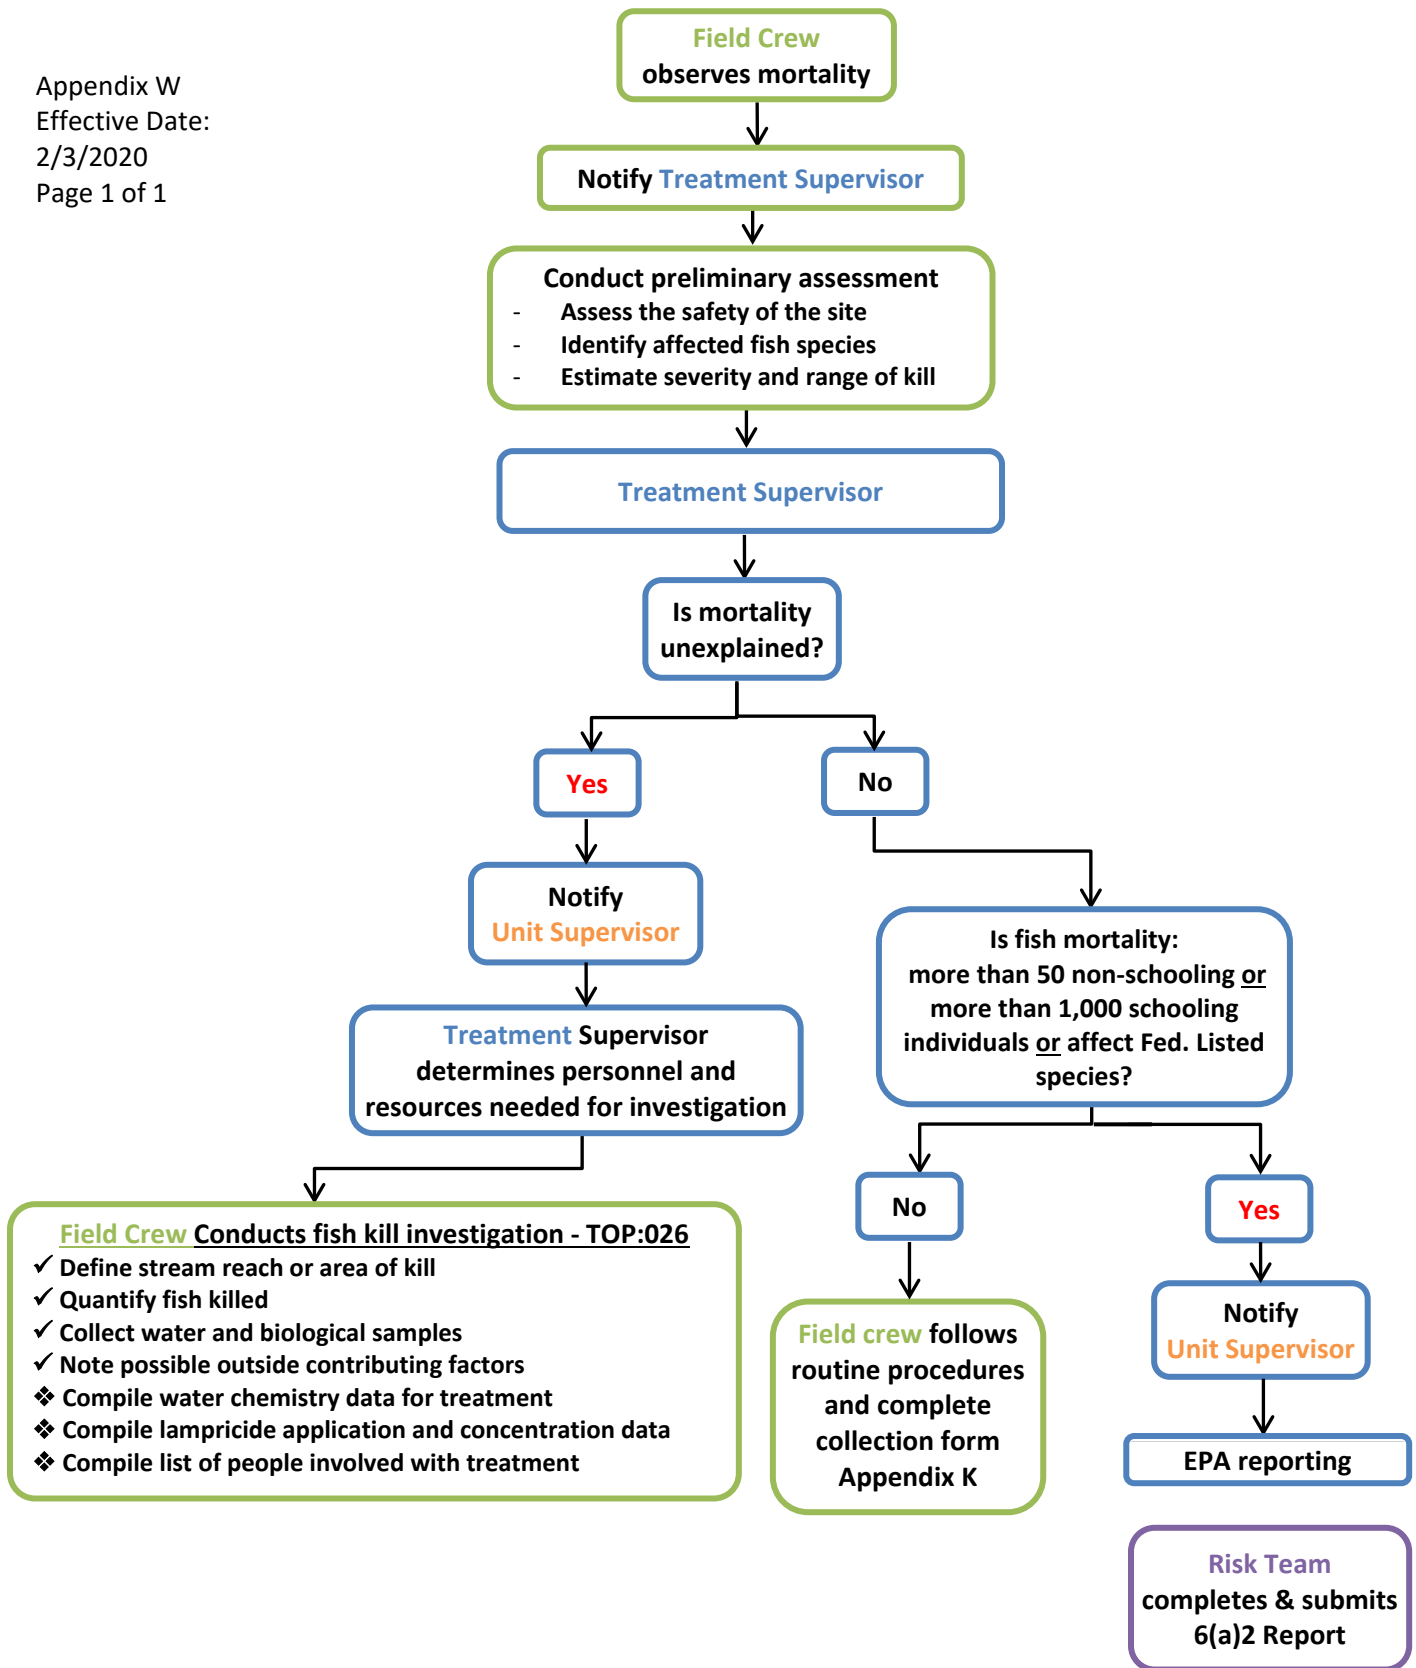 Appendix W
Effective Date:
2/3/2020
Page 1 of 1
Field Crew
observes mortality
Notify Treatment Supervisor
Conduct preliminary assessment
- Assess the safety of the site
- Identify affected fish species
- Estimate severity and range of kill
Treatment Supervisor
Is mortality
unexplained?
Yes
No
Notify
Unit Supervisor
Is fish mortality:
more than 50 non-schooling or
more than 1,000 schooling
individuals or affect Fed. Listed
species?
Treatment Supervisor
determines personnel and
resources needed for investigation
No
Yes
Field Crew Conducts fish kill investigation - TOP:026
✓ Define stream reach or area of kill
✓ Quantify fish killed
✓ Collect water and biological samples
✓ Note possible outside contributing factors
❖ Compile water chemistry data for treatment
❖ Compile lampricide application and concentration data
❖ Compile list of people involved with treatment
Field crew follows
routine procedures
and complete
collection form
Appendix K
Notify
Unit Supervisor
EPA reporting
Risk Team
completes & submits
6(a)2 Report